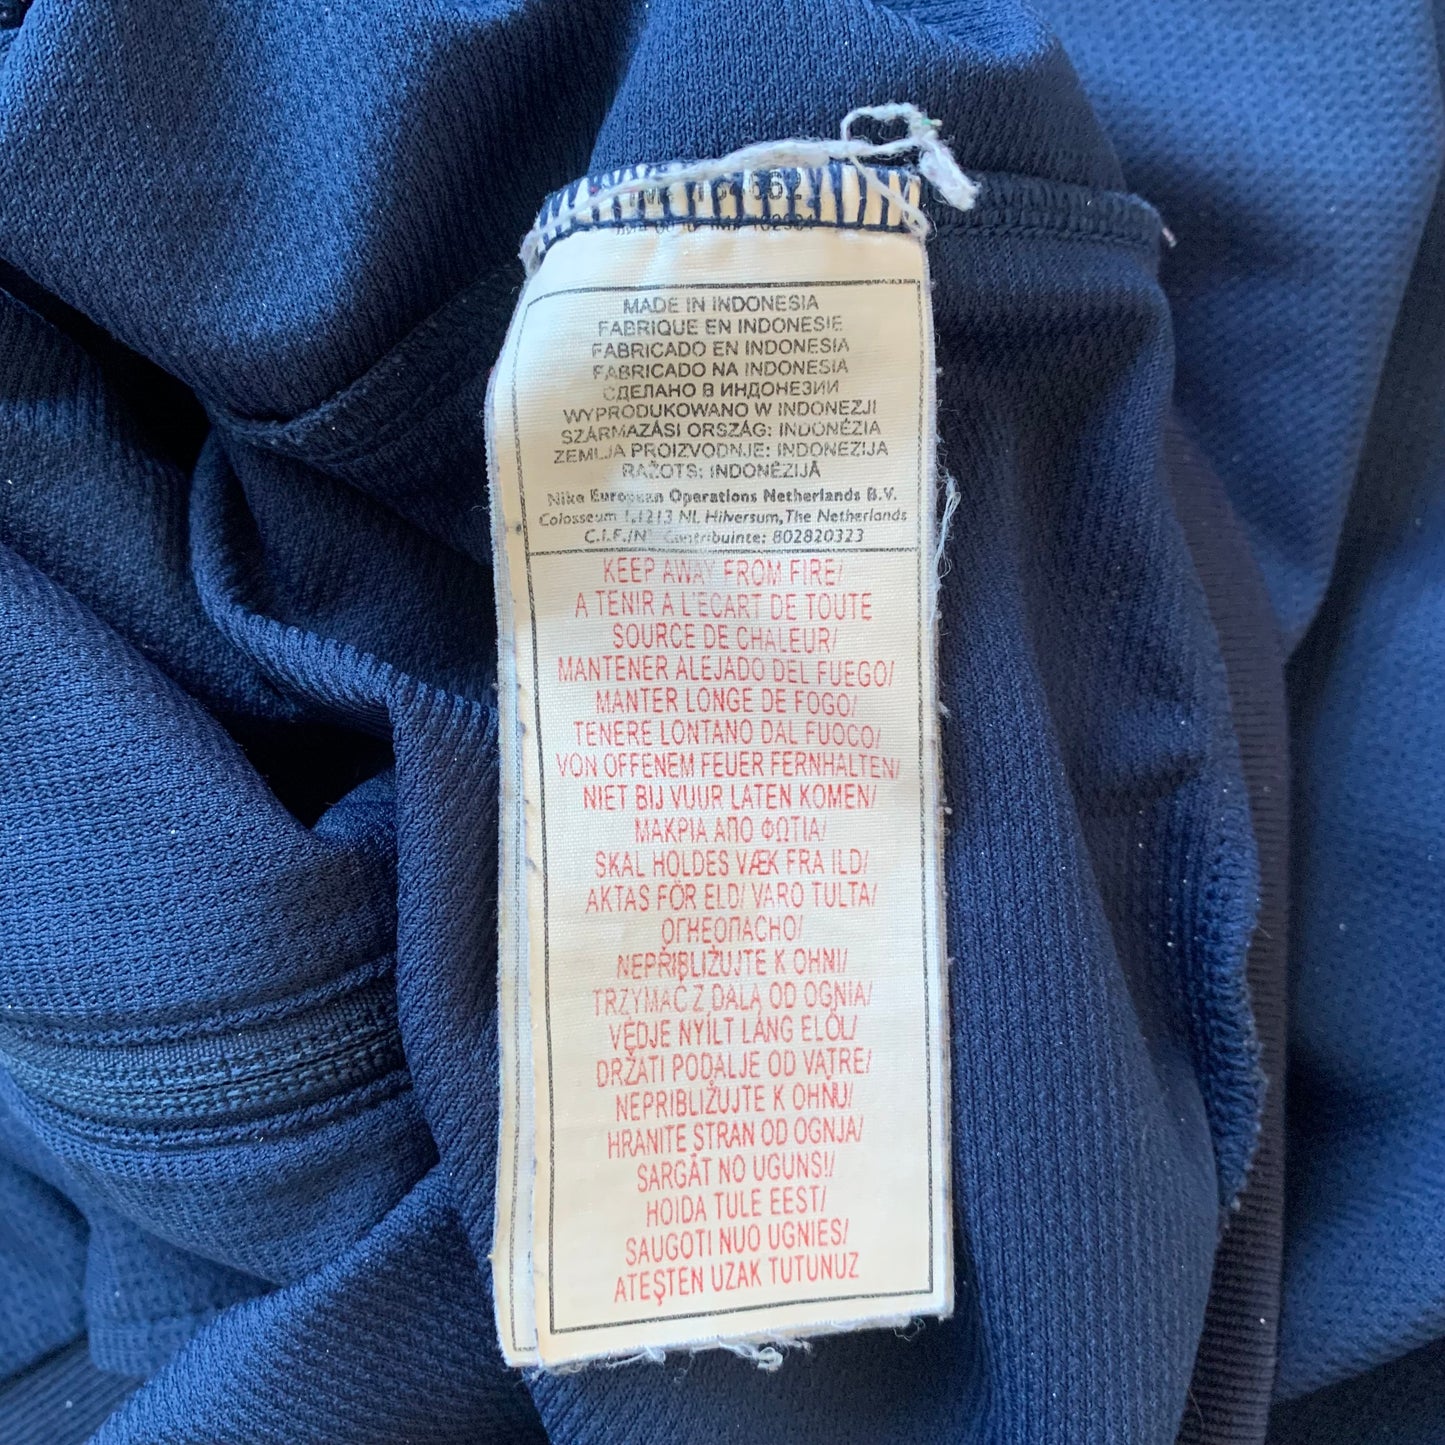 MADE IN INDONESIA
FABRIQUE EN INDONESIE
FABRICADO EN INDONESIA
FABRICADO NA INDONESIA
СДЕЛАНО В ИНДОНЕЗИИ
WYPRODUKOWANO W INDONEZJI
SZÁRMAZÁSI ORSZÁG: INDONÉZIA
ZEMLJA PROIZVODNJE: INDONEZIJA
RAŽOTS: INDONĒZIJĀ
Nike European Operations Netherlands B.V.
Colosseum 1,1213 NL Hilversum, The Netherlands
C.I.F./N° Contribuinte: 802820323
KEEP AWAY FROM FIRE/
A TENIR A L'ECART DE TOUTE
SOURCE DE CHALEUR/
MANTENER ALEJADO DEL FUEGO/
MANTER LONGE DE FOGO/
TENERE LONTANO DAL FUOCO/
VON OFFENEM FEUER FERNHALTEN/
NIET BIJ VUUR LATEN KOMEN/
ΜΑΚΡΙΑ ΑΠΟ ΦΩΤΙΑ/
SKAL HOLDES VÆK FRA ILD/
AKTAS FÖR ELD/ VARO TULTA/
ОГНЕОПАСНО/
NEPŘIBLIŽUJTE K OHNI/
TRZYMAĆ Z DALA OD OGNIA/
VÉDJE NYÍLT LÁNG ELŐL/
DRŽATI PODALJE OD VATRE/
NEPRIBLIŽUJTE K OHŇU/
HRANITE STRAN OD OGNJA/
SARGĀT NO UGUNS!/
HOIDA TULE EEST/
SAUGOTI NUO UGNIES/
ATEŞTEN UZAK TUTUNUZ